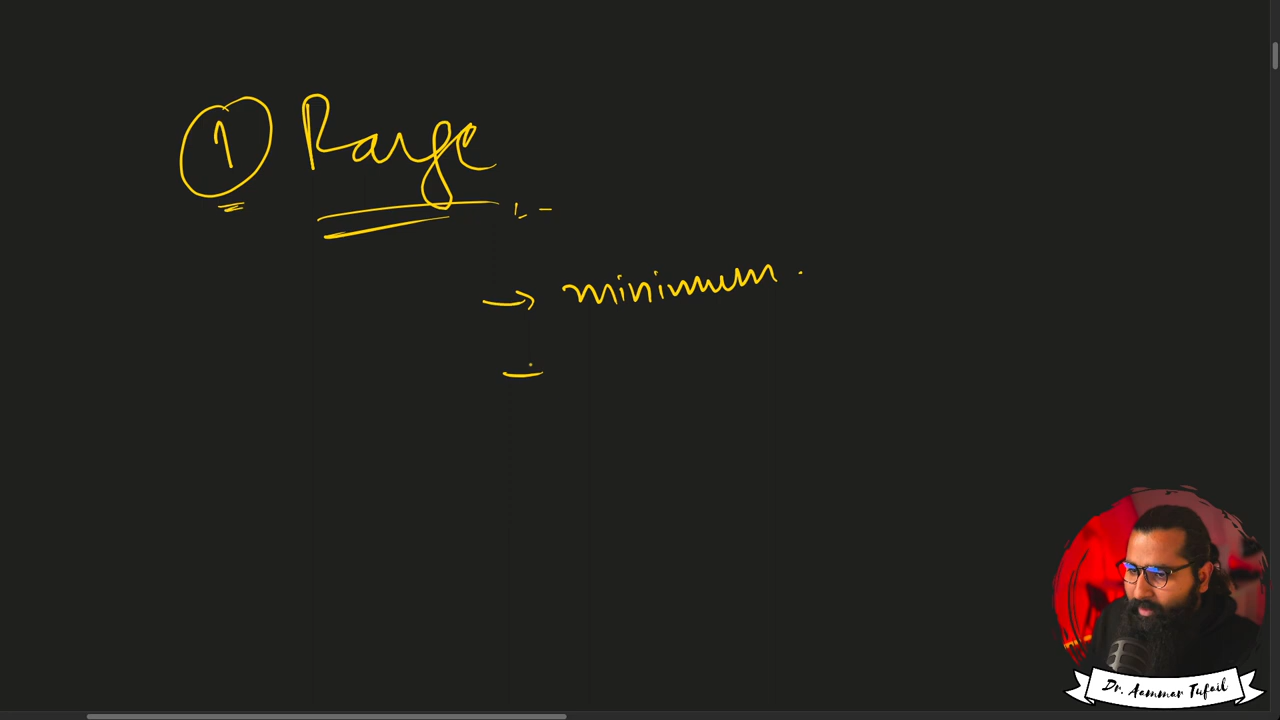 ① Range :-
→ minimum.
Dr. Aammar Tufail